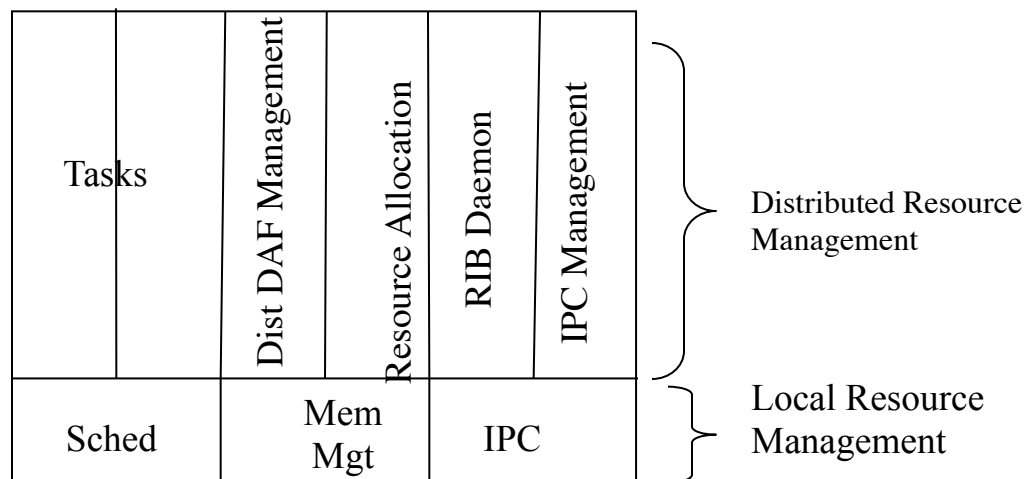 Tasks
Dist DAF Management
Resource Allocation
RIB Daemon
IPC Management
Distributed Resource
Management
Sched
Mem
Mgt
IPC
Local Resource
Management